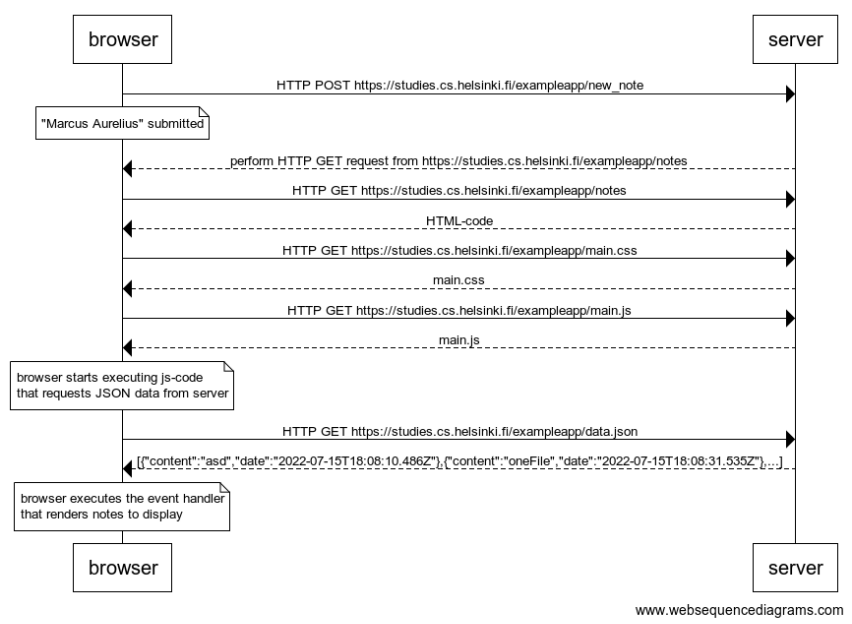 browser
server
HTTP POST https://studies.cs.helsinki.fi/exampleapp/new_note
"Marcus Aurelius" submitted
perform HTTP GET request from https://studies.cs.helsinki.fi/exampleapp/notes
HTTP GET https://studies.cs.helsinki.fi/exampleapp/notes
HTML-code
HTTP GET https://studies.cs.helsinki.fi/exampleapp/main.css
main.css
HTTP GET https://studies.cs.helsinki.fi/exampleapp/main.js
main.js
browser starts executing js-code
that requests JSON data from server
HTTP GET https://studies.cs.helsinki.fi/exampleapp/data.json
[{"content":"asd","date":"2022-07-15T18:08:10.486Z"},{"content":"oneFile","date":"2022-07-15T18:08:31.535Z"},...]
browser executes the event handler
that renders notes to display
browser
server
www.websequencediagrams.com